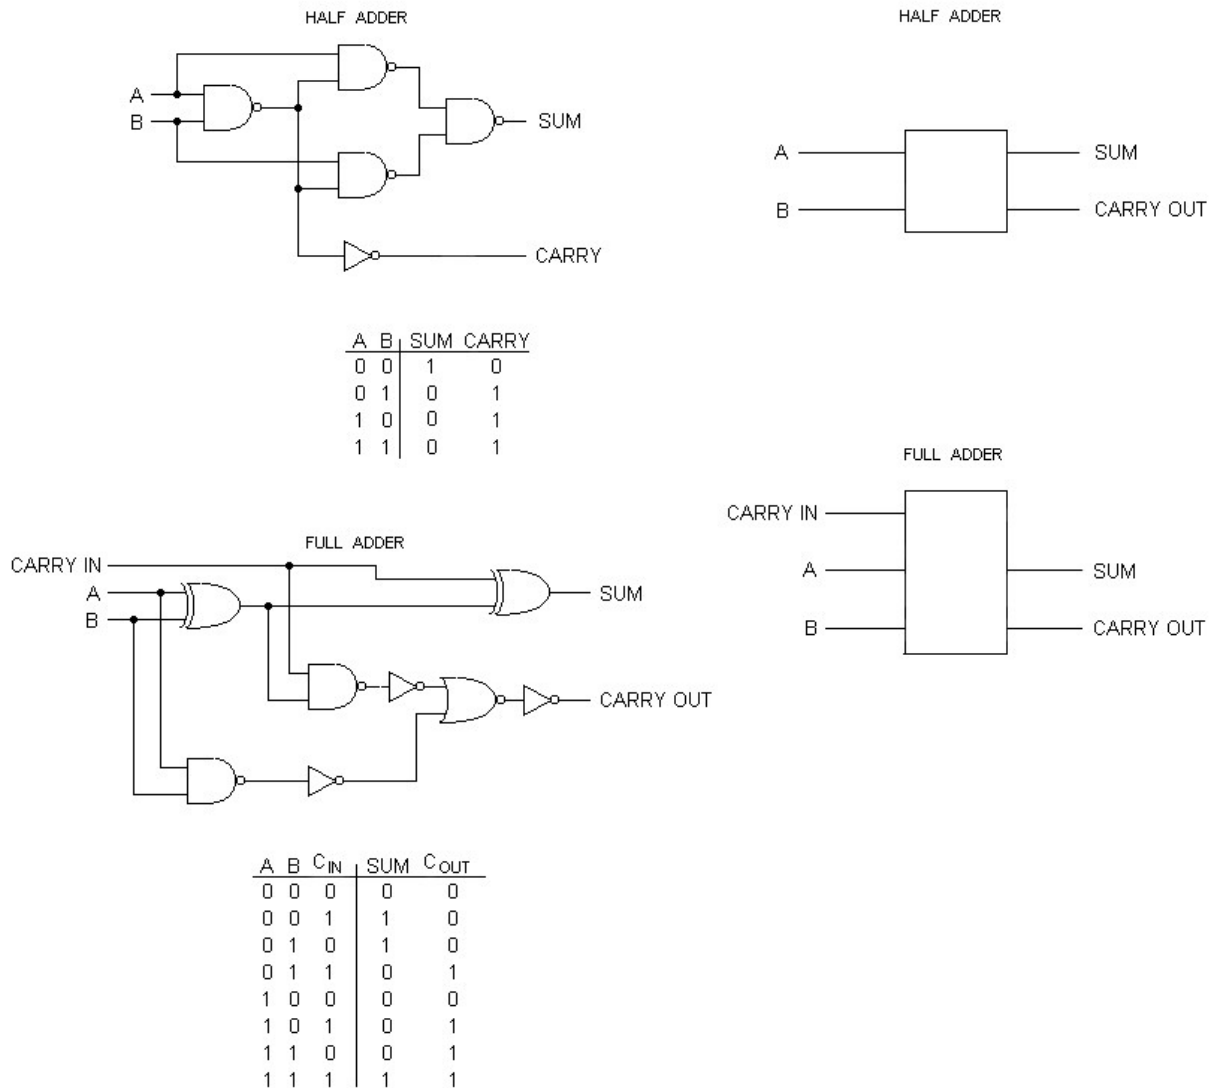 HALF ADDER
A
B
SUM
CARRY
A B SUM CARRY
0 0 1 0
0 1 0 1
1 0 0 1
1 1 0 1
HALF ADDER
A
B
SUM
CARRY OUT
FULL ADDER
CARRY IN
A
B
SUM
CARRY OUT
A B C IN SUM C OUT
0 0 0 0 0
0 0 1 1 0
0 1 0 1 0
0 1 1 0 1
1 0 0 0 0
1 0 1 0 1
1 1 0 0 1
1 1 1 1 1
FULL ADDER
CARRY IN
A
B
SUM
CARRY OUT